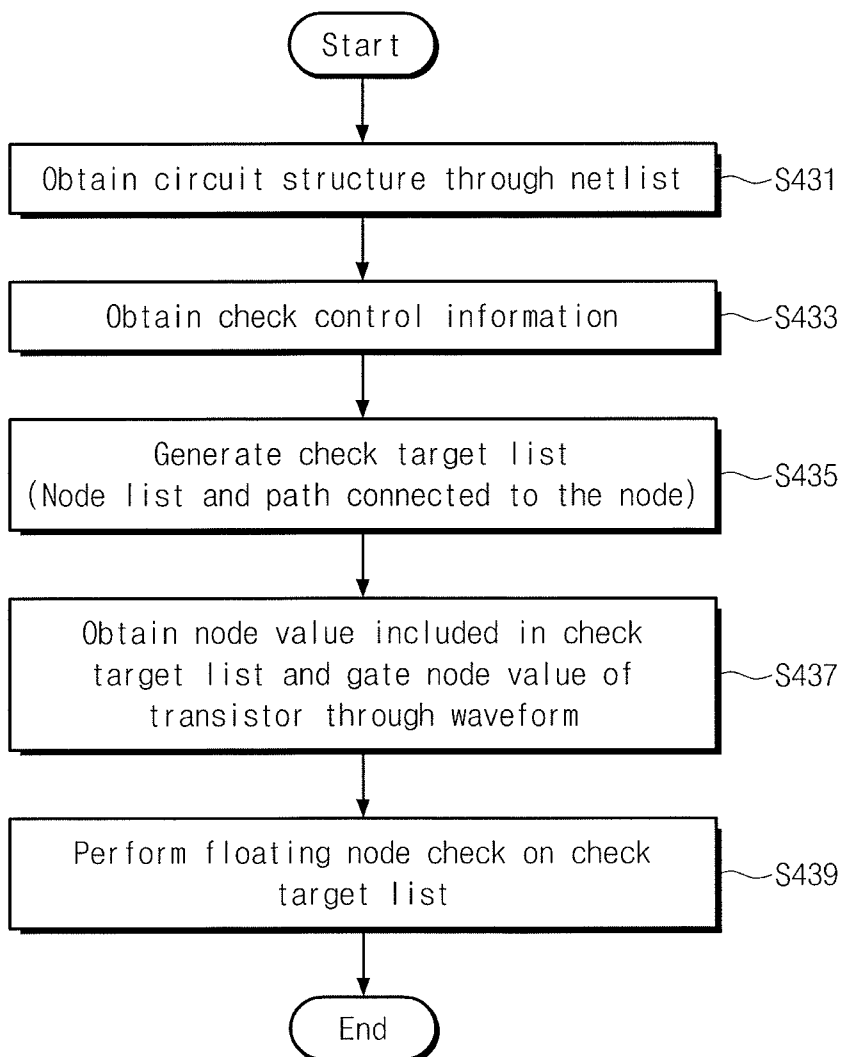 Start
Obtain circuit structure through netlist
S431
Obtain check control information
S433
Generate check target list
(Node list and path connected to the node)
S435
Obtain node value included in check
target list and gate node value of
transistor through waveform
S437
Perform floating node check on check
target list
S439
End